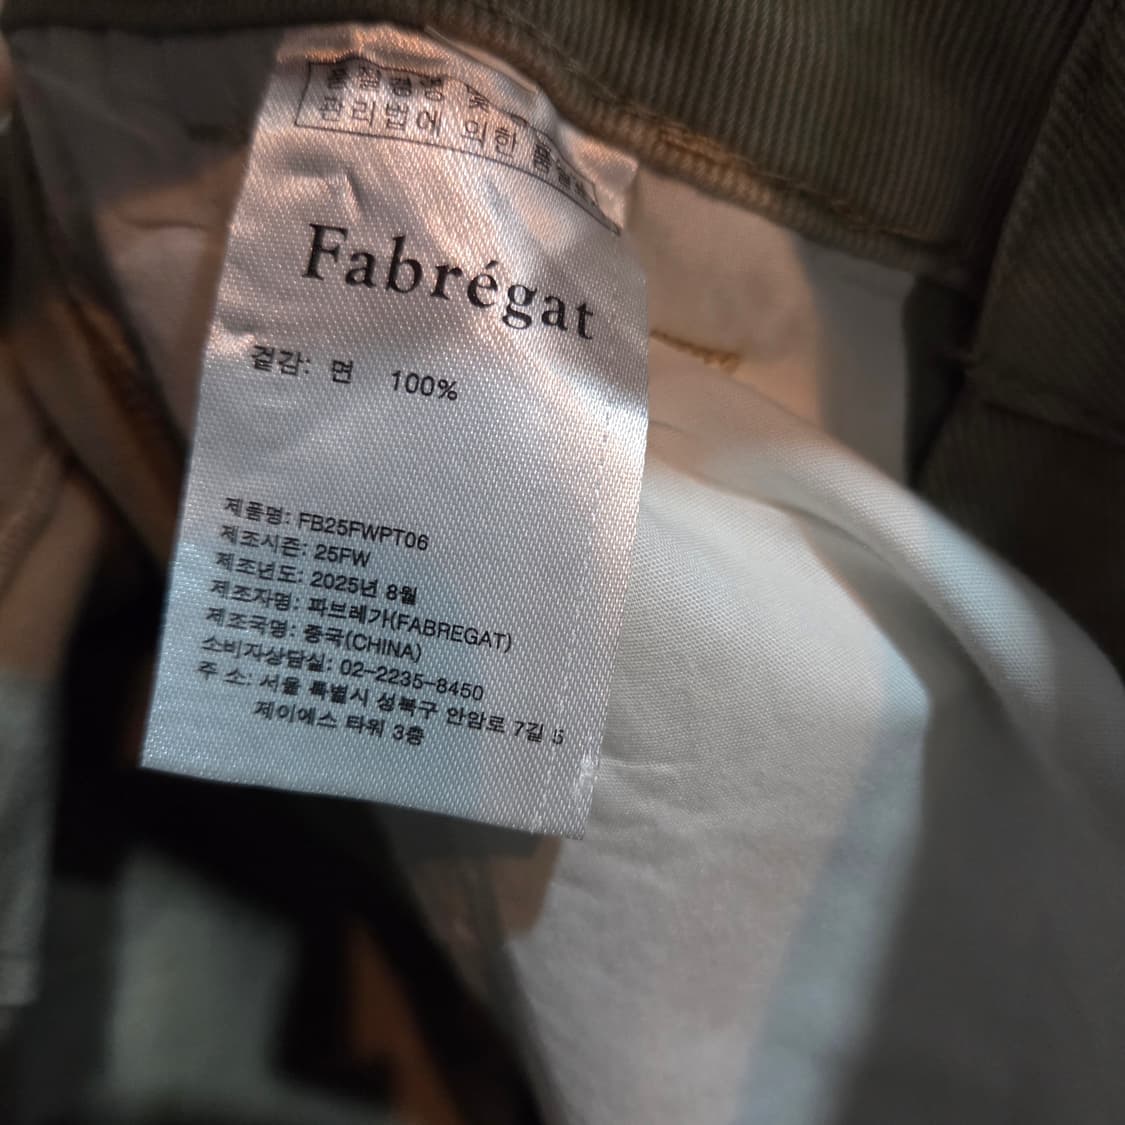 관리법에 의한
Fabrégat
겉감: 면 100%
제품명: FB25FWPT06
제조시즌: 25FW
제조년도: 2025년 8월
제조자명: 파브레가(FABREGAT)
제조국명: 중국(CHINA)
소비자상담실: 02-2235-8450
주 소: 서울 특별시 성북구 안암로 7길 5
제이에스 타워 3층